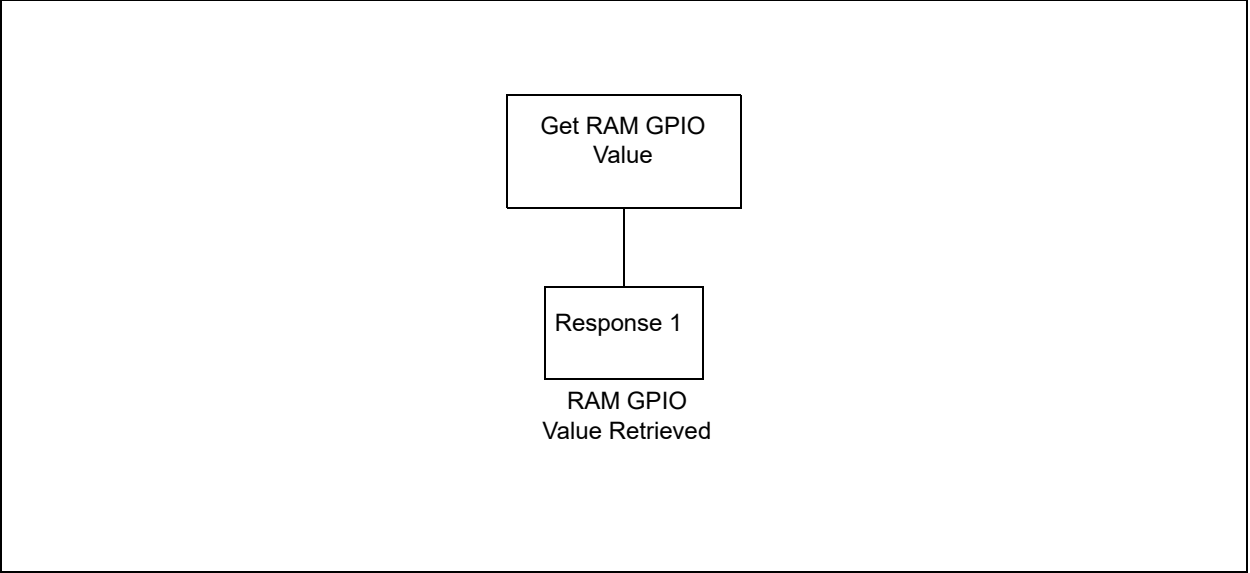 Get RAM GPIO
Value
Response 1
RAM GPIO
Value Retrieved